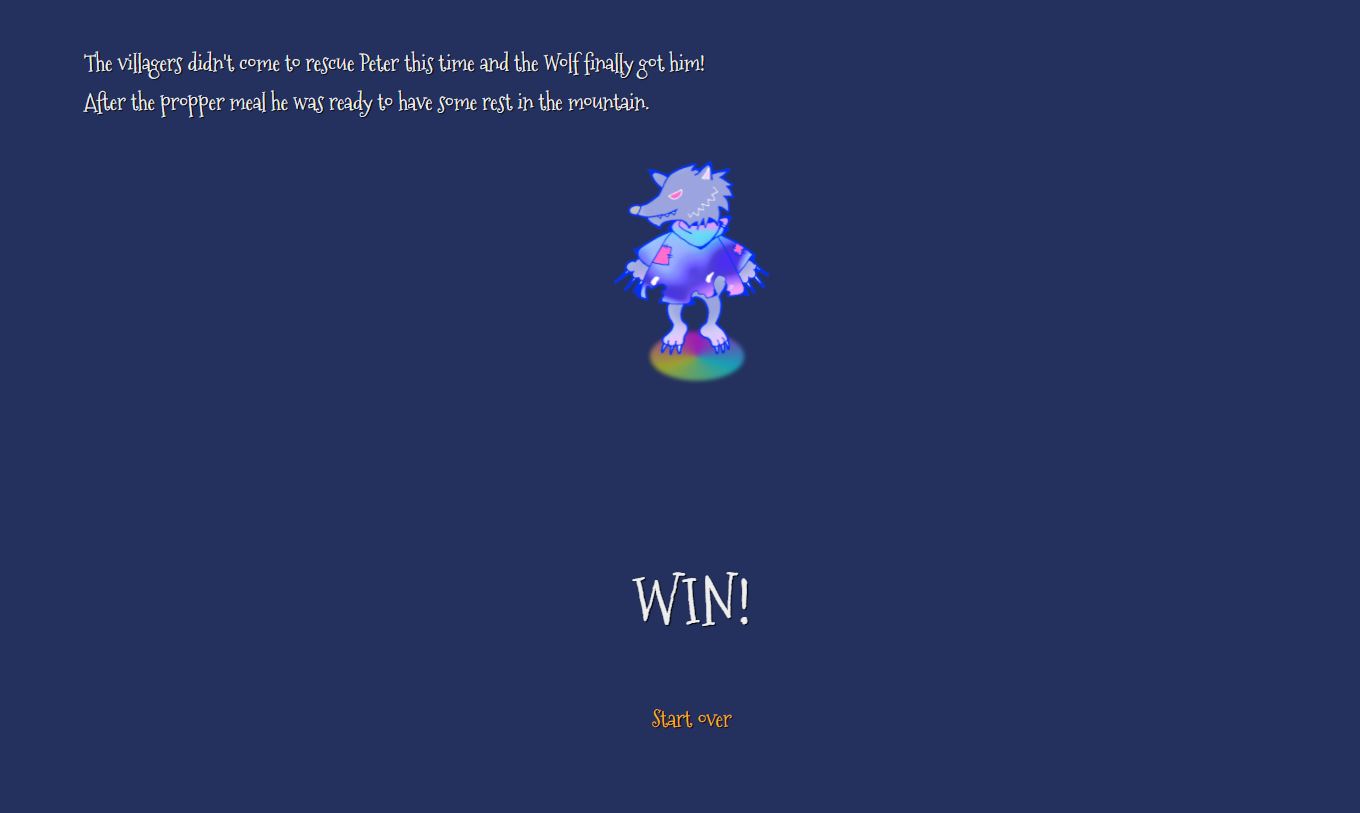 The villagers didn't come to rescue Peter this time and the Wolf finally got him!
After the propper meal he was ready to have some rest in the mountain.
WIN!
Start over